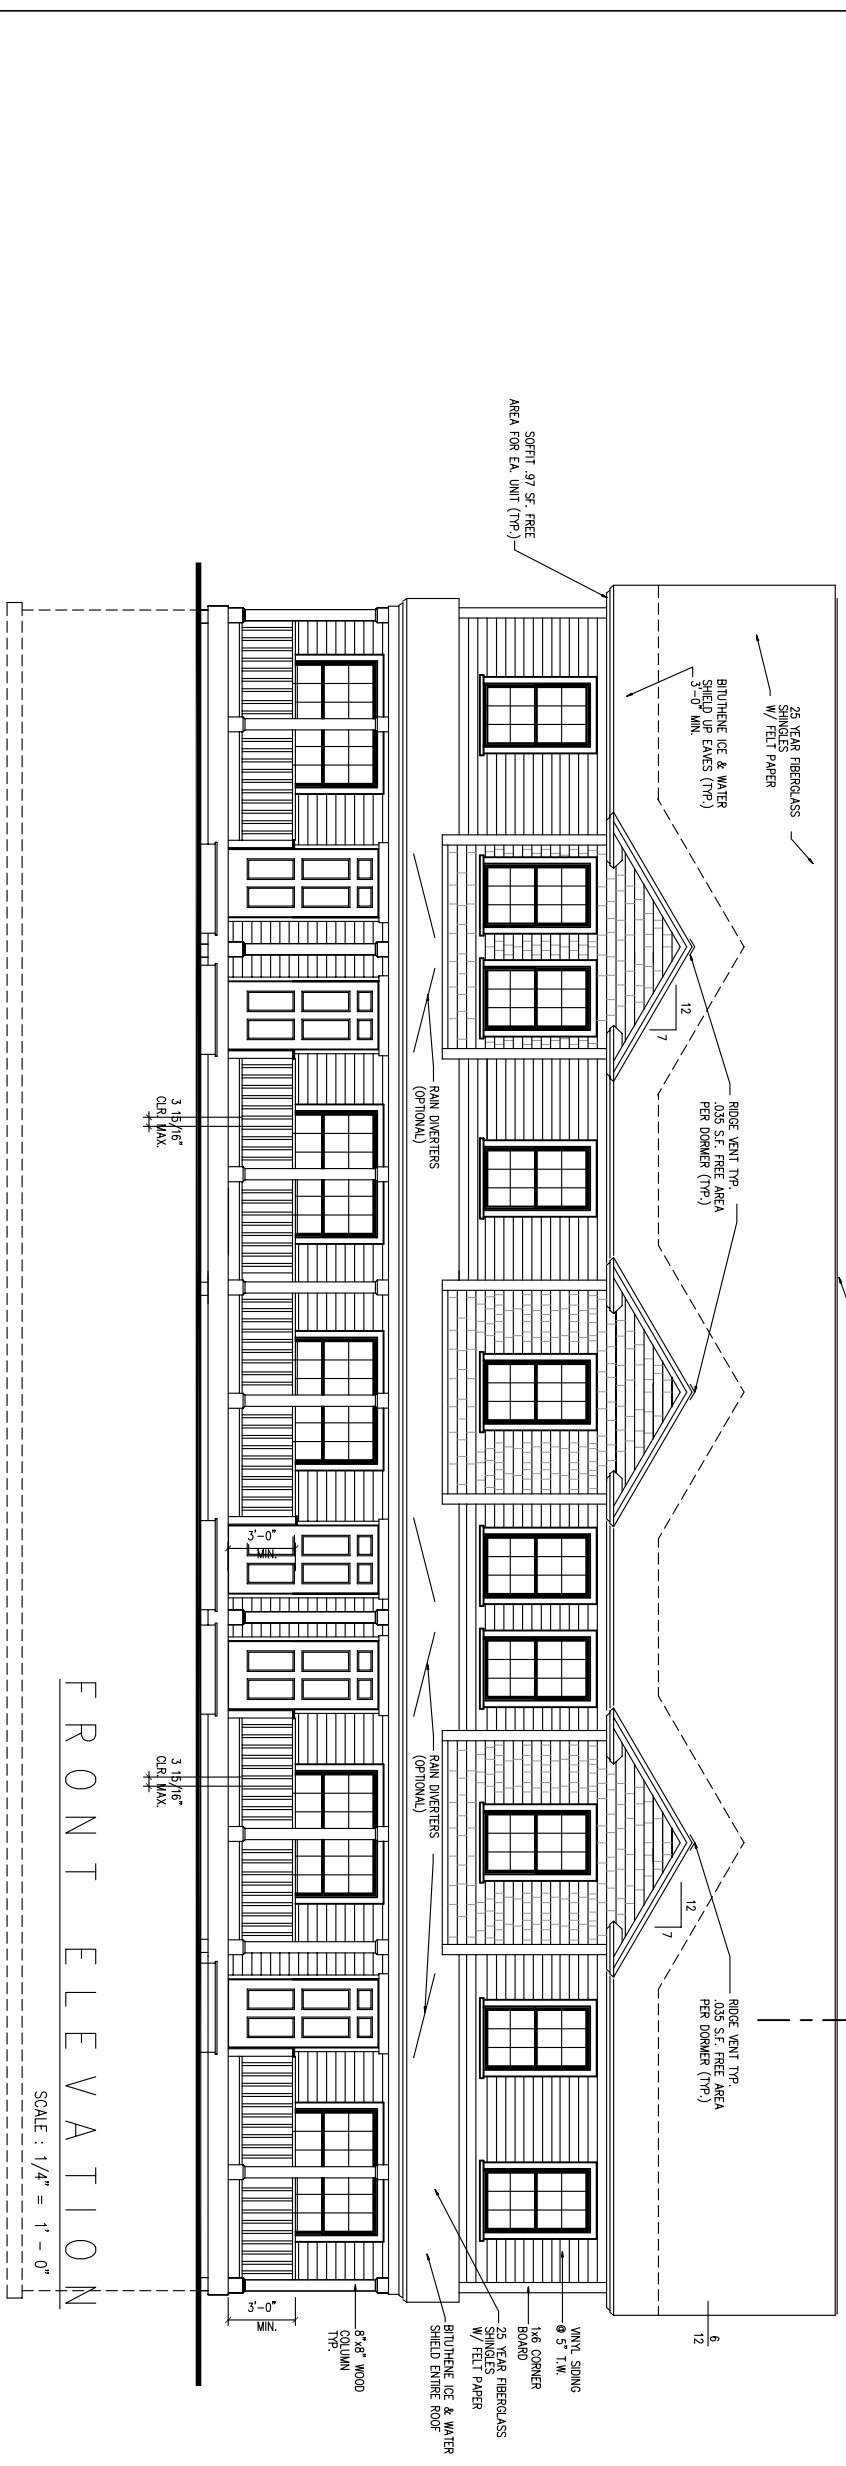 SOFFIT .97 SF. FREE
AREA FOR EA. UNIT (TYP.)
25 YEAR FIBERGLASS
SHINGLES
W/ FELT PAPER
BITUTHENE ICE & WATER
SHIELD UP EAVES (TYP.)
3'-0" MIN.
12
7
RIDGE VENT TYP.
.035 S.F. FREE AREA
PER DORMER (TYP.)
RAIN DIVERTERS
(OPTIONAL)
3 15/16"
CLR. MAX.
3'-0"
MIN.
RAIN DIVERTERS
(OPTIONAL)
3 15/16"
CLR. MAX.
12
7
RIDGE VENT TYP.
.035 S.F. FREE AREA
PER DORMER (TYP.)
6
12
VINYL SIDING
@ 5" T.W.
1x6 CORNER
BOARD
25 YEAR FIBERGLASS
SHINGLES
W/ FELT PAPER
BITUTHENE ICE & WATER
SHIELD ENTIRE ROOF
8"x8" WOOD
COLUMN
TYP.
3'-0"
MIN.
FRONT ELEVATION
SCALE : 1/4" = 1' - 0"